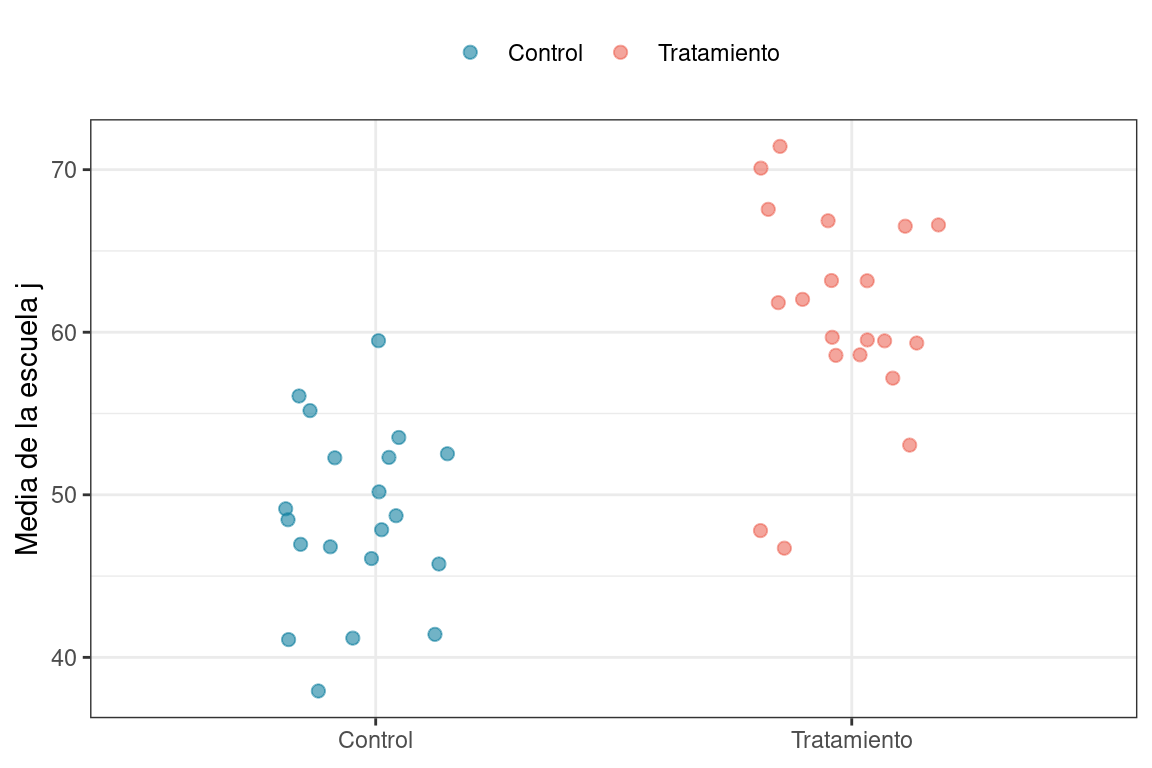 Control Tratamiento
Media de la escuela j
70
60
50
40
Control Tratamiento